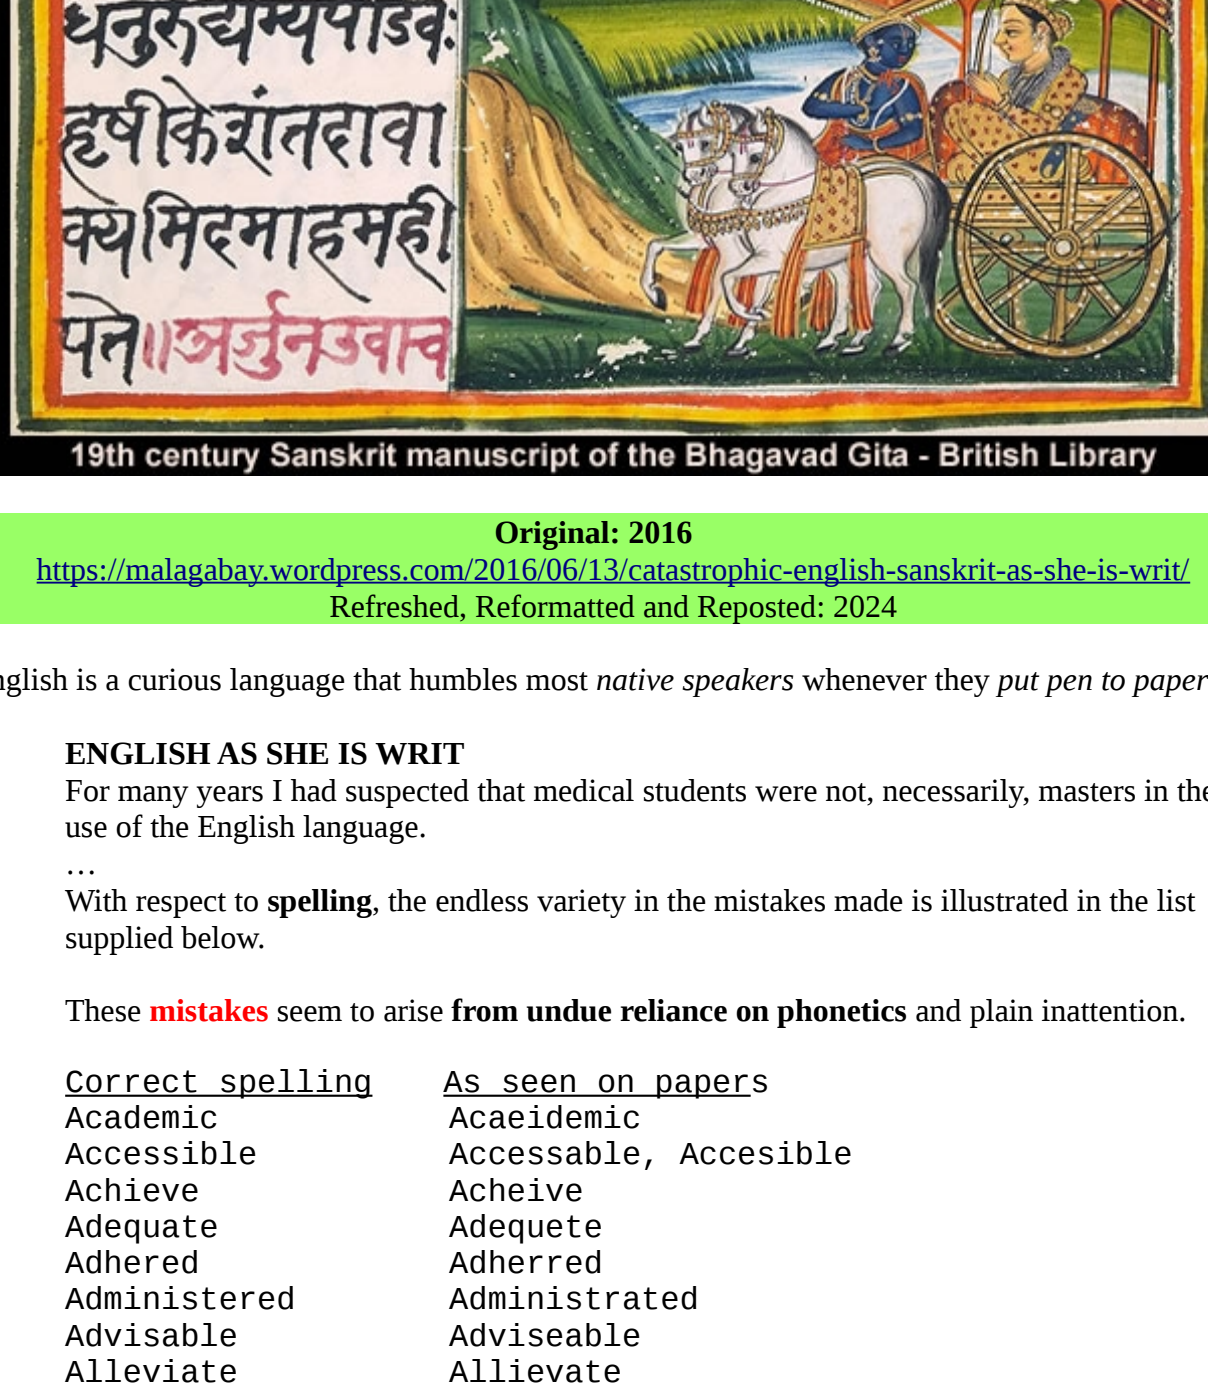 धनुरुद्यम्यपांडवः
हृषीकेशंतदावा
क्यमिदमाहमही
पते॥अर्जुनउवाच
19th century Sanskrit manuscript of the Bhagavad Gita - British Library
Original: 2016
https://malagabay.wordpress.com/2016/06/13/catastrophic-english-sanskrit-as-she-is-writ/
Refreshed, Reformatted and Reposted: 2024
nglish is a curious language that humbles most native speakers whenever they put pen to paper
ENGLISH AS SHE IS WRIT
For many years I had suspected that medical students were not, necessarily, masters in the
use of the English language.
…
With respect to spelling, the endless variety in the mistakes made is illustrated in the list
supplied below.
These mistakes seem to arise from undue reliance on phonetics and plain inattention.
Correct spelling As seen on papers
Academic Acaeidemic
Accessible Accessable, Accesible
Achieve Acheive
Adequate Adequete
Adhered Adherred
Administered Administrated
Advisable Adviseable
Alleviate Allievate